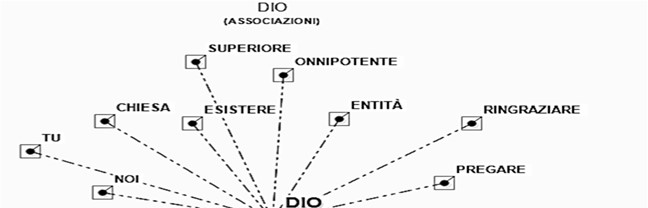 DIO
(ASSOCIAZIONI)
SUPERIORE
ONNIPOTENTE
CHIESA
ESISTERE
ENTITÀ
RINGRAZIARE
TU
PREGARE
NOI
DIO